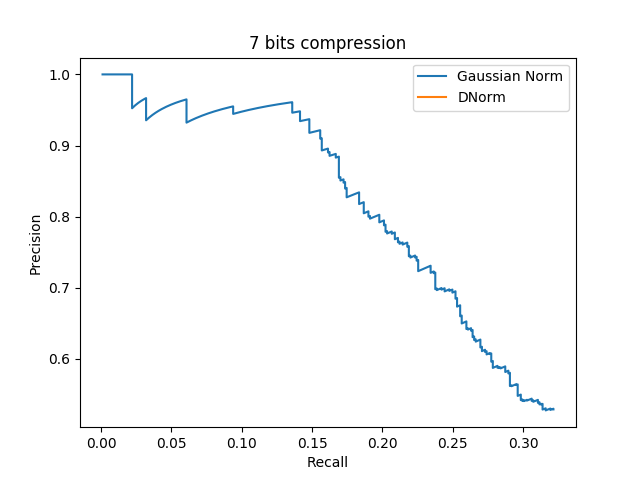 7 bits compression
Gaussian Norm
DNorm
Precision
1.0
0.9
0.8
0.7
0.6
0.00 0.05 0.10 0.15 0.20 0.25 0.30
Recall